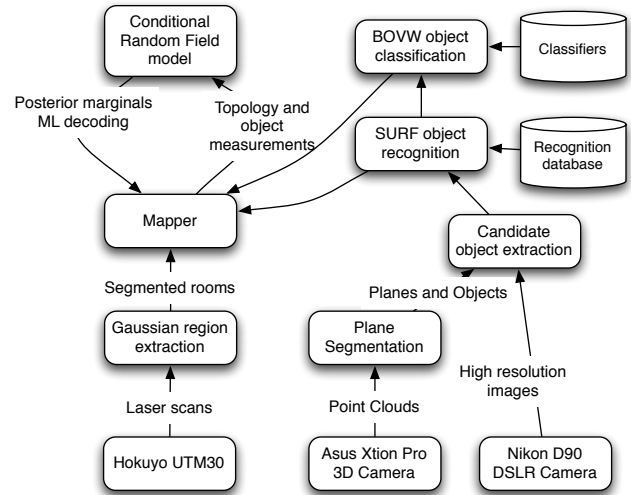 Conditional
Random Field
model
BOVW object
classification
Classifiers
Posterior marginals
ML decoding
Topology and
object
measurements
SURF object
recognition
Recognition
database
Mapper
Candidate
object extraction
Segmented rooms
Planes and Objects
Gaussian region
extraction
Plane
Segmentation
High resolution
images
Laser scans
Point Clouds
Hokuyo UTM30
Asus Xtion Pro
3D Camera
Nikon D90
DSLR Camera